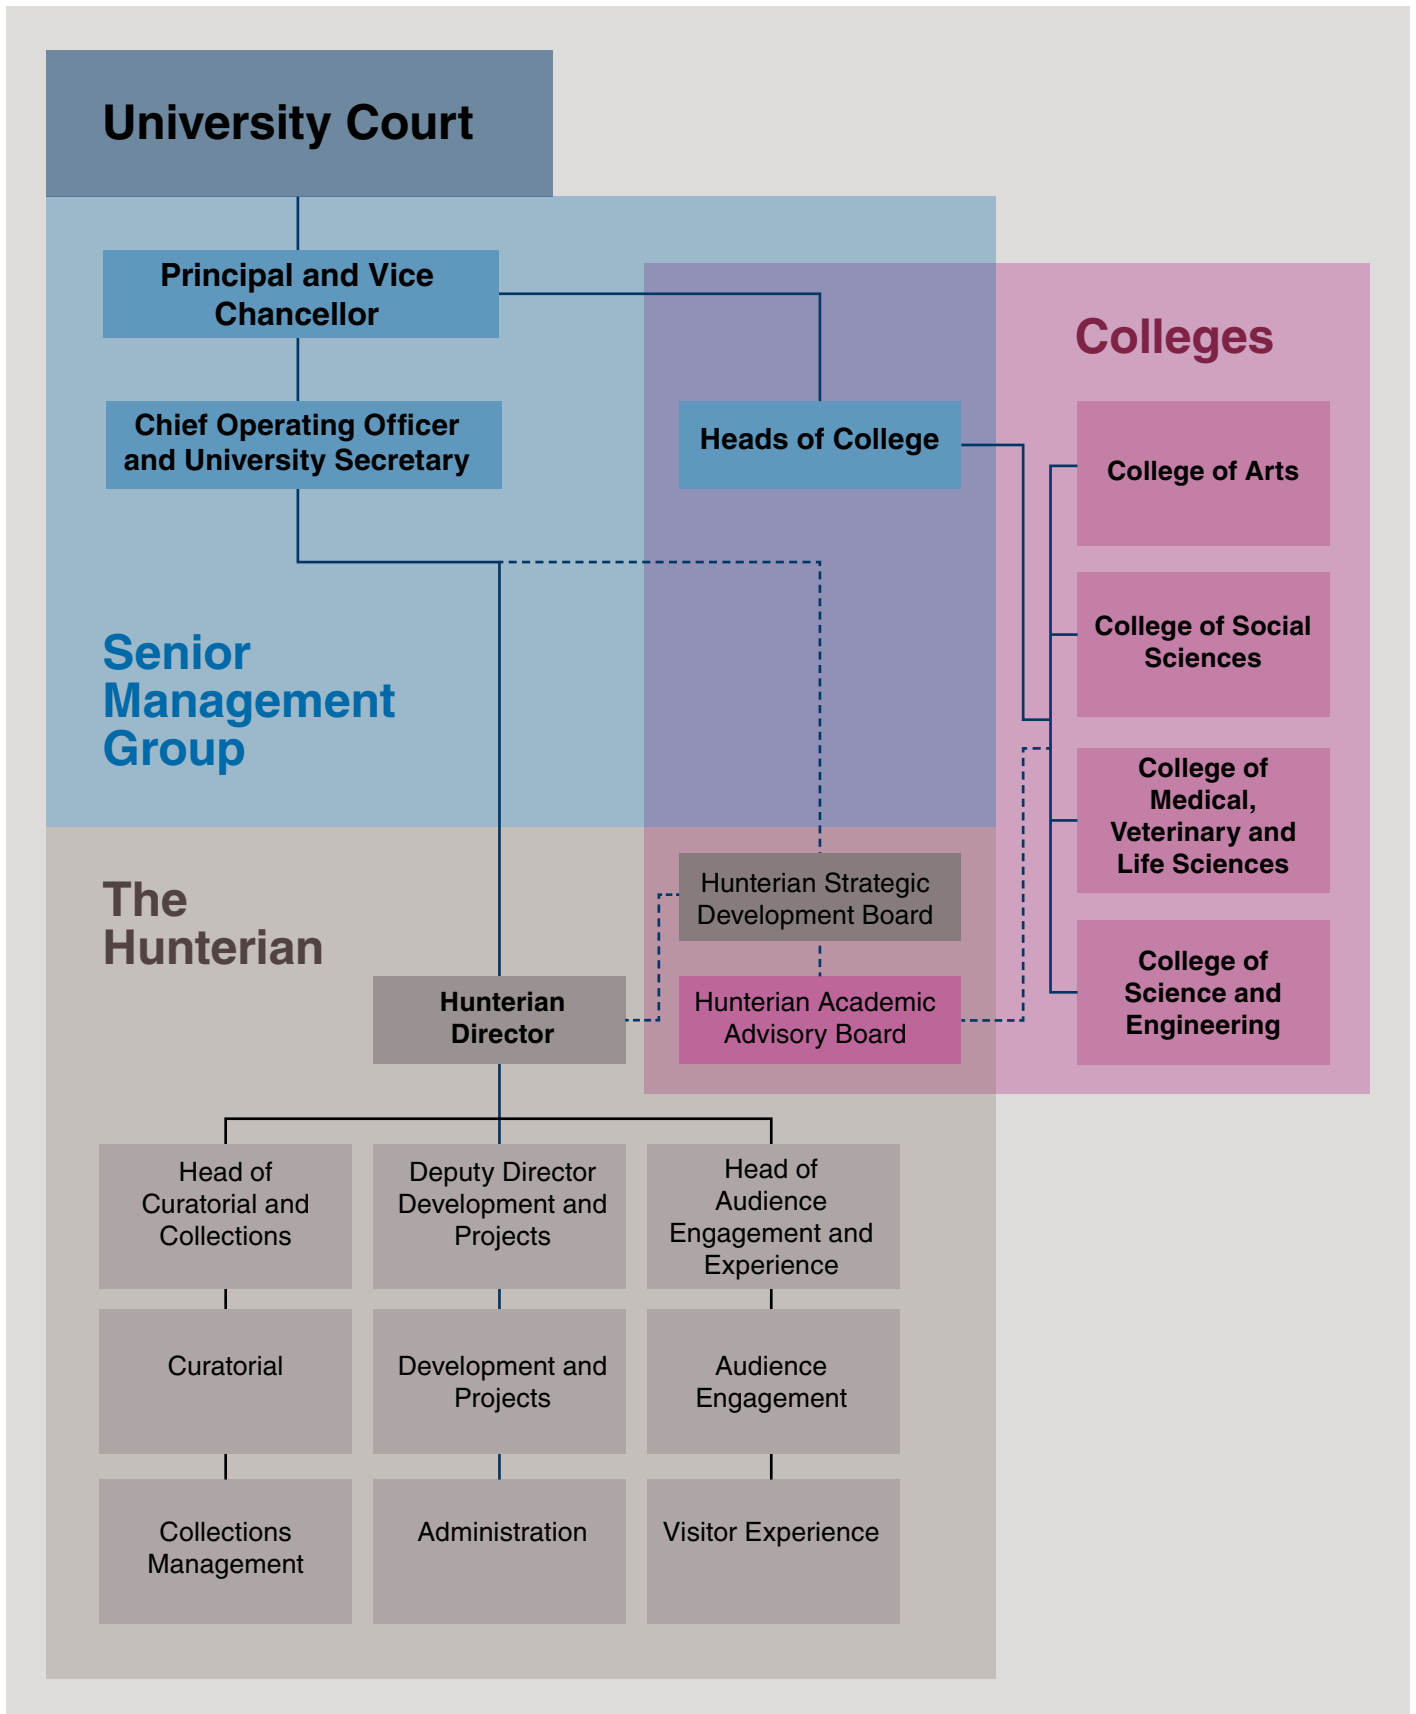 University Court
Principal and Vice
Chancellor
Colleges
Chief Operating Officer
and University Secretary
Heads of College
College of Arts
College of Social
Sciences
Senior
Management
Group
College of
Medical,
Veterinary and
Life Sciences
The
Hunterian
Hunterian Strategic
Development Board
College of
Science and
Engineering
Hunterian
Director
Hunterian Academic
Advisory Board
Head of
Curatorial and
Collections
Deputy Director
Development and
Projects
Head of
Audience
Engagement and
Experience
Curatorial
Development and
Projects
Audience
Engagement
Collections
Management
Administration
Visitor Experience